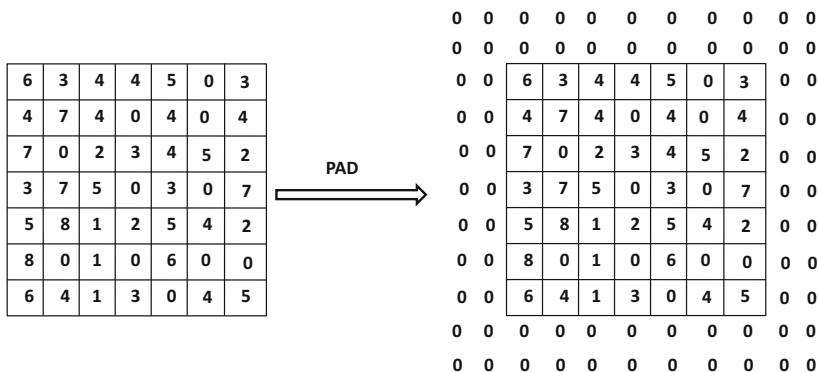 0 0 0 0 0 0 0 0 0 0 0
0 0 0 0 0 0 0 0 0 0 0
6 3 4 4 5 0 3
4 7 4 0 4 0 4
7 0 2 3 4 5 2
3 7 5 0 3 0 7
5 8 1 2 5 4 2
8 0 1 0 6 0 0
6 4 1 3 0 4 5
PAD
0 0 6 3 4 4 5 0 3 0 0
0 0 4 7 4 0 4 0 4 0 0
0 0 7 0 2 3 4 5 2 0 0
0 0 3 7 5 0 3 0 7 0 0
0 0 5 8 1 2 5 4 2 0 0
0 0 8 0 1 0 6 0 0 0 0
0 0 6 4 1 3 0 4 5 0 0
0 0 0 0 0 0 0 0 0 0 0
0 0 0 0 0 0 0 0 0 0 0